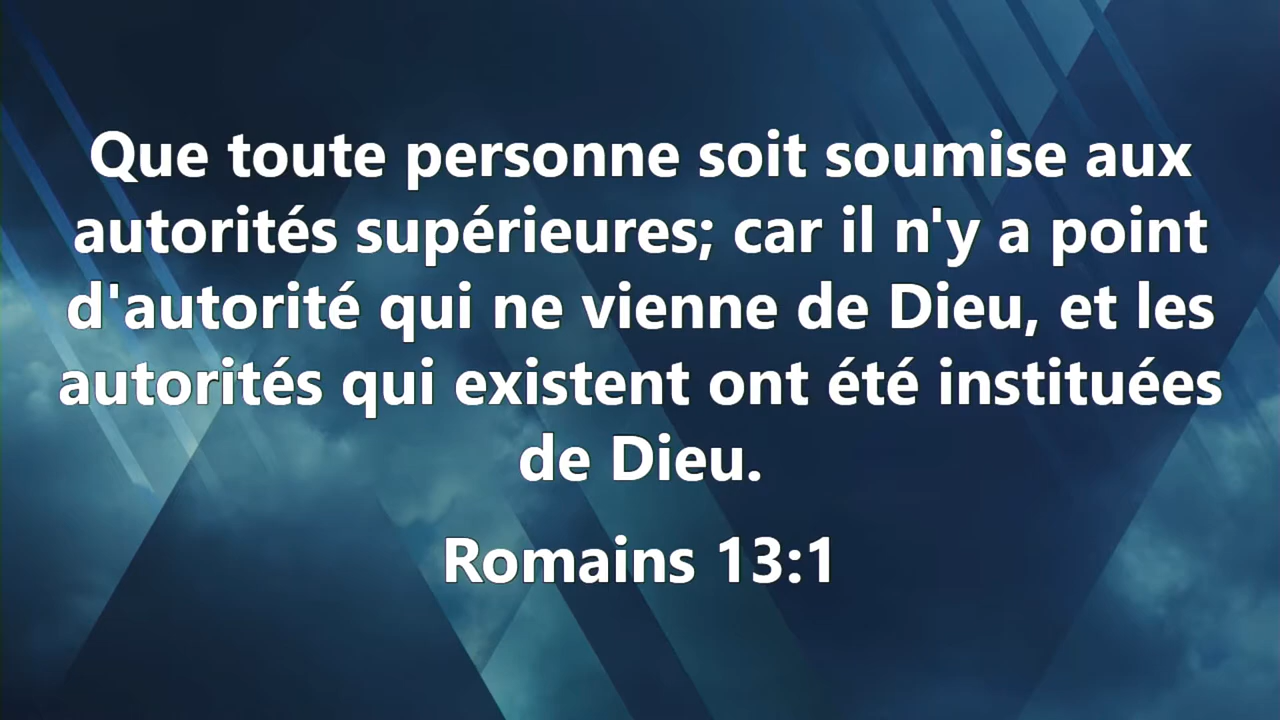 Que toute personne soit soumise aux
autorités supérieures; car il n'y a point
d'autorité qui ne vienne de Dieu, et les
autorités qui existent ont été instituées
de Dieu.
Romains 13:1